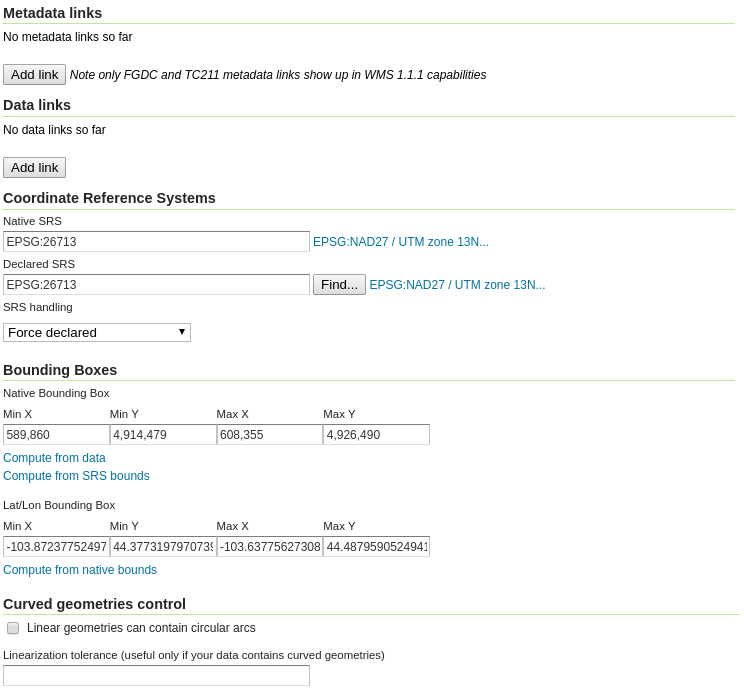 Metadata links
No metadata links so far
Add link Note only FGDC and TC211 metadata links show up in WMS 1.1.1 capabilities
Data links
No data links so far
Add link
Coordinate Reference Systems
Native SRS
EPSG:26713 EPSG:NAD27 / UTM zone 13N...
Declared SRS
EPSG:26713 Find... EPSG:NAD27 / UTM zone 13N...
SRS handling
Force declared
Bounding Boxes
Native Bounding Box
Min X Min Y Max X Max Y
589,860 4,914,479 608,355 4,926,490
Compute from data
Compute from SRS bounds
Lat/Lon Bounding Box
Min X Min Y Max X Max Y
-103.87237752497 44.3773197970739 -103.63775627308 44.4879590524941
Compute from native bounds
Curved geometries control
Linear geometries can contain circular arcs
Linearization tolerance (useful only if your data contains curved geometries)